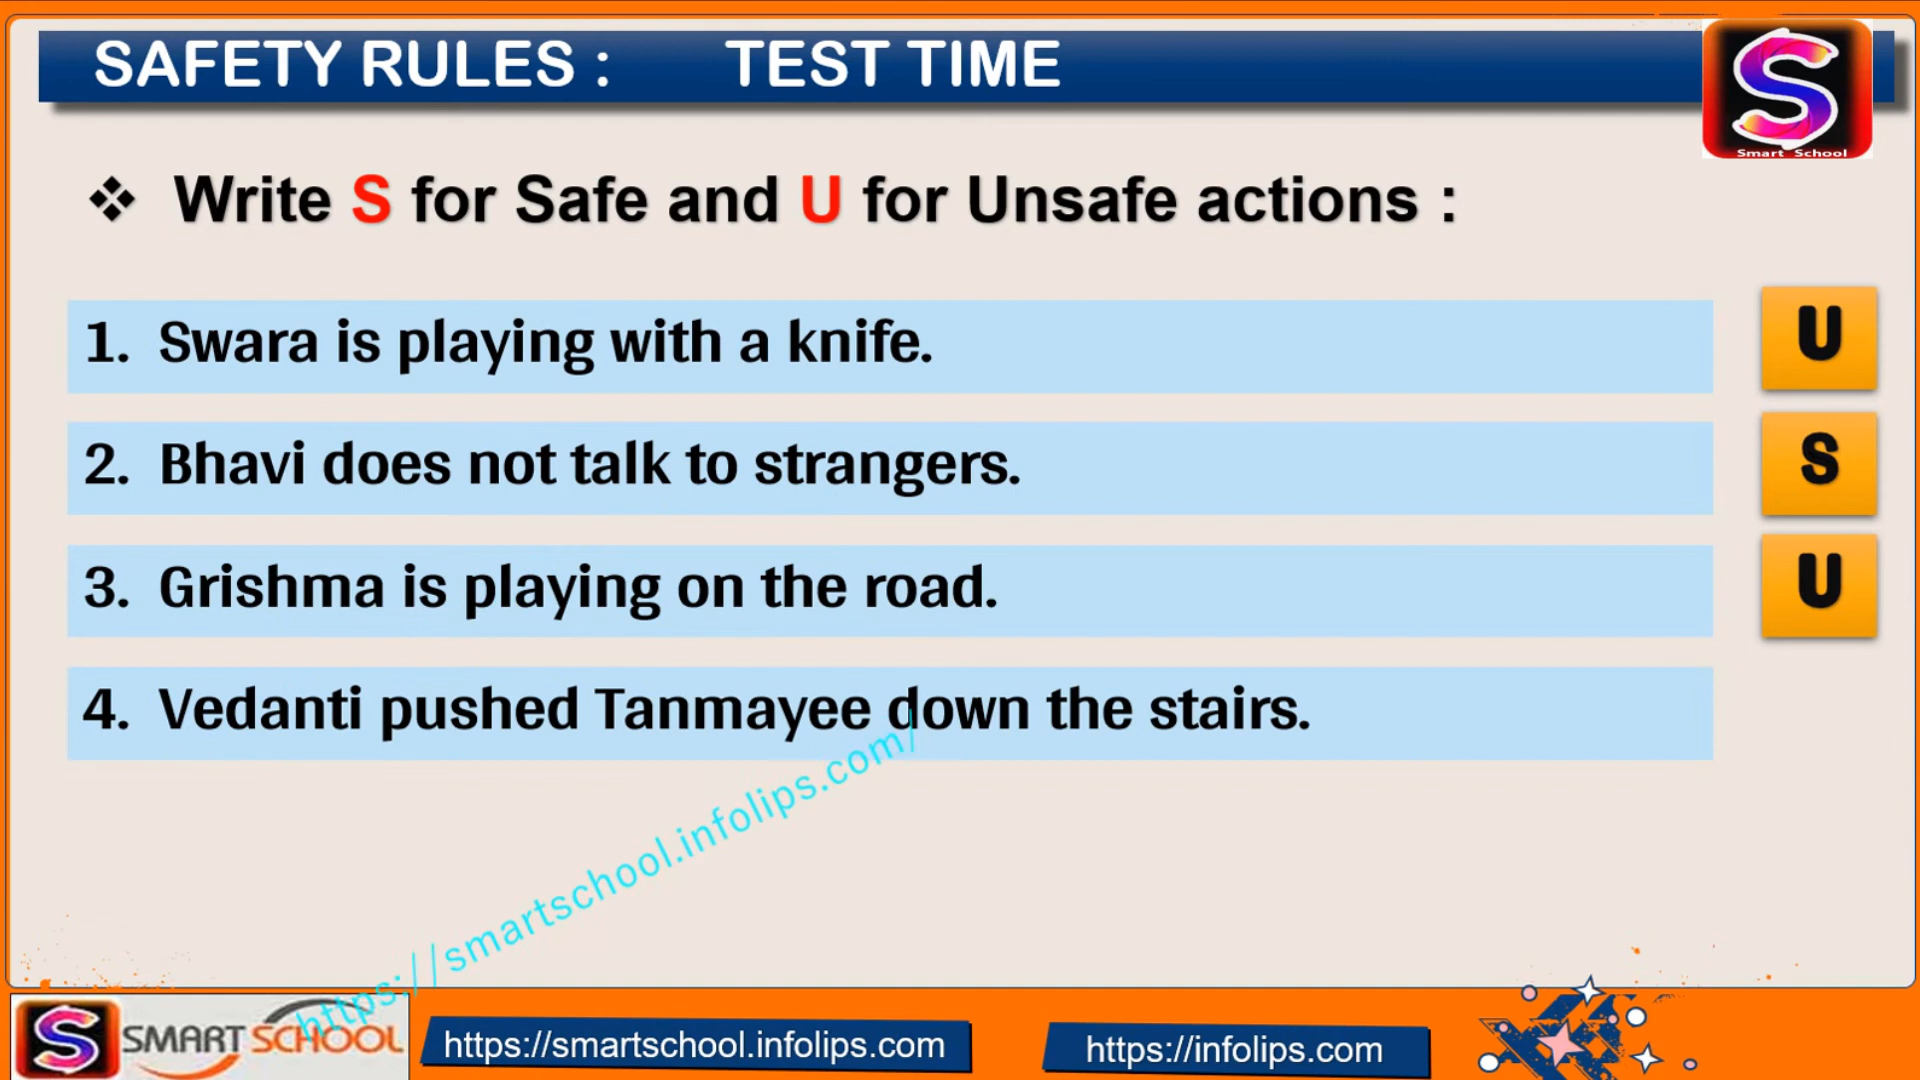 SAFETY RULES : TEST TIME
S
Smart School
❖ Write S for Safe and U for Unsafe actions :
1. Swara is playing with a knife. U
2. Bhavi does not talk to strangers. S
3. Grishma is playing on the road. U
4. Vedanti pushed Tanmayee down the stairs.
https://smartschool.infolips.com/
S SMART SCHOOL
https://smartschool.infolips.com
https://infolips.com